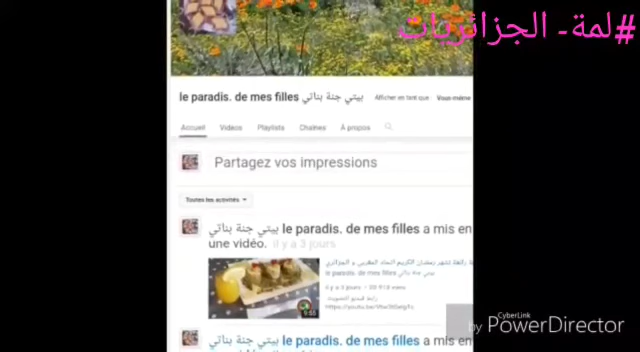 #لمة- الجزائريات
le paradis. de mes filles بيتي جنة بناتي Afficher en tant que Vous-même
Accueil Vidéos Playlists Chaînes À propos
Partagez vos impressions
Toutes les activités
بيتي جنة بناتي le paradis. de mes filles a mis en
une vidéo. il y a 3 jours
le paradis. de mes filles بيتي جنة بناتي
il y a 3 jours
9:55
بيتي جنة بناتي le paradis. de mes filles a mis en
CyberLink
by PowerDirector